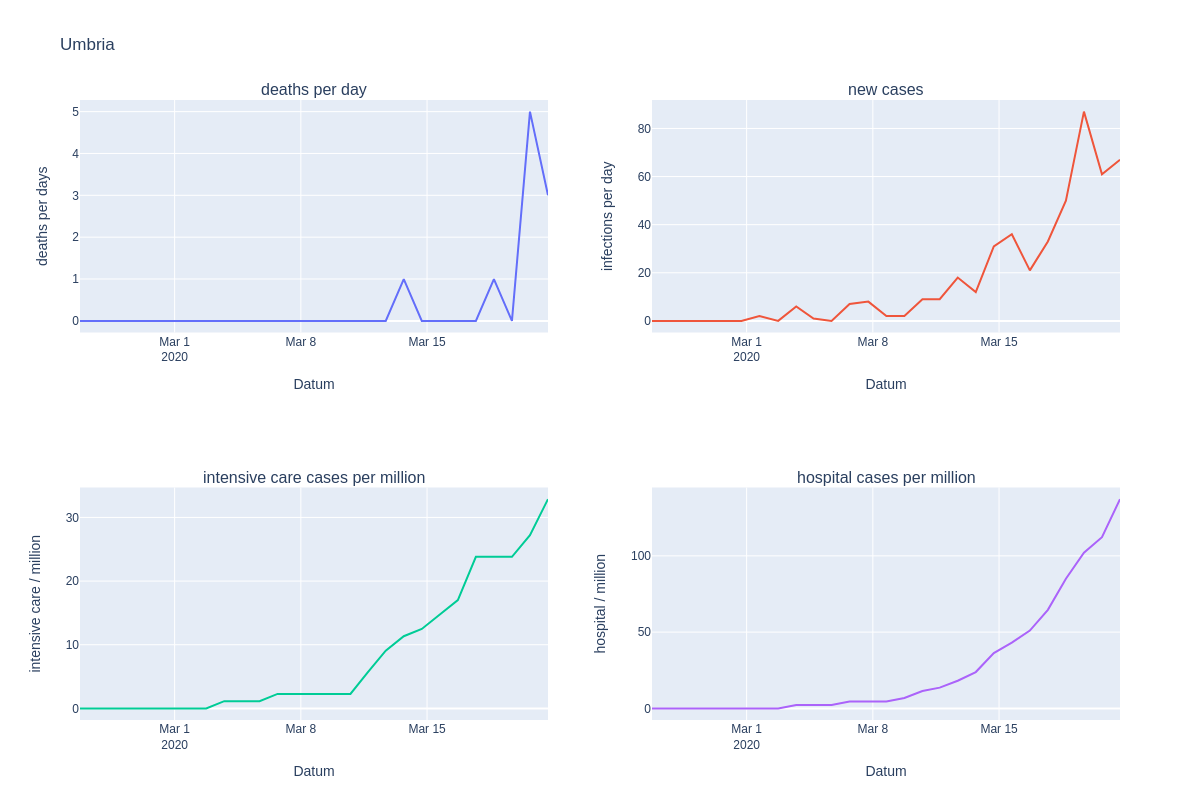 Umbria
deaths per day
deaths per days
5
4
3
2
1
0
Mar 1
2020
Mar 8
Mar 15
Datum
new cases
infections per day
80
60
40
20
0
Mar 1
2020
Mar 8
Mar 15
Datum
intensive care cases per million
intensive care / million
30
20
10
0
Mar 1
2020
Mar 8
Mar 15
Datum
hospital cases per million
hospital / million
100
50
0
Mar 1
2020
Mar 8
Mar 15
Datum